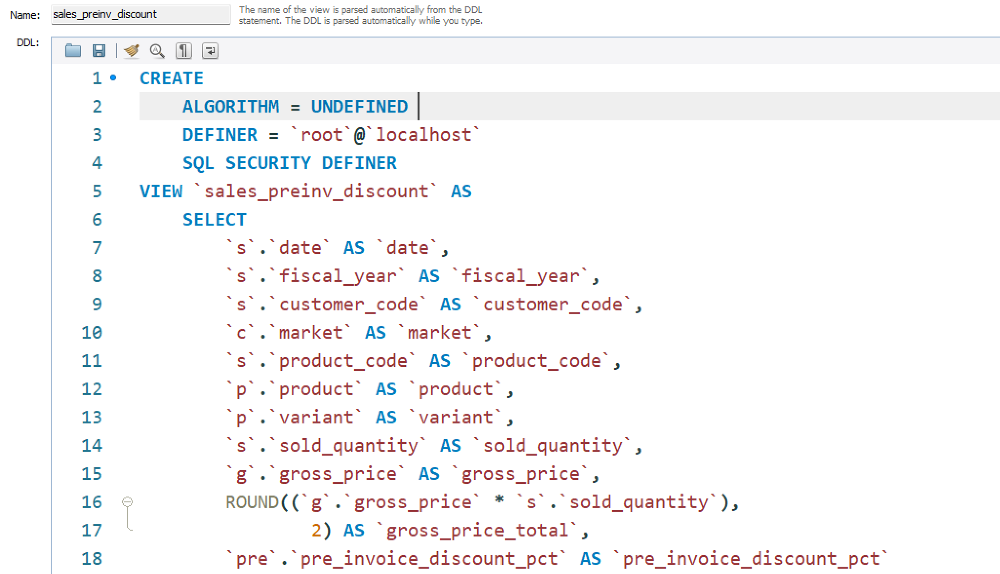 Name: sales_preinv_discount The name of the view is parsed automatically from the DDL
statement. The DDL is parsed automatically while you type.
DDL:
1 CREATE
2 ALGORITHM = UNDEFINED
3 DEFINER = `root`@`localhost`
4 SQL SECURITY DEFINER
5 VIEW `sales_preinv_discount` AS
6 SELECT
7 `s`.`date` AS `date`,
8 `s`.`fiscal_year` AS `fiscal_year`,
9 `s`.`customer_code` AS `customer_code`,
10 `c`.`market` AS `market`,
11 `s`.`product_code` AS `product_code`,
12 `p`.`product` AS `product`,
13 `p`.`variant` AS `variant`,
14 `s`.`sold_quantity` AS `sold_quantity`,
15 `g`.`gross_price` AS `gross_price`,
16 ROUND((`g`.`gross_price` * `s`.`sold_quantity`),
17 2) AS `gross_price_total`,
18 `pre`.`pre_invoice_discount_pct` AS `pre_invoice_discount_pct`